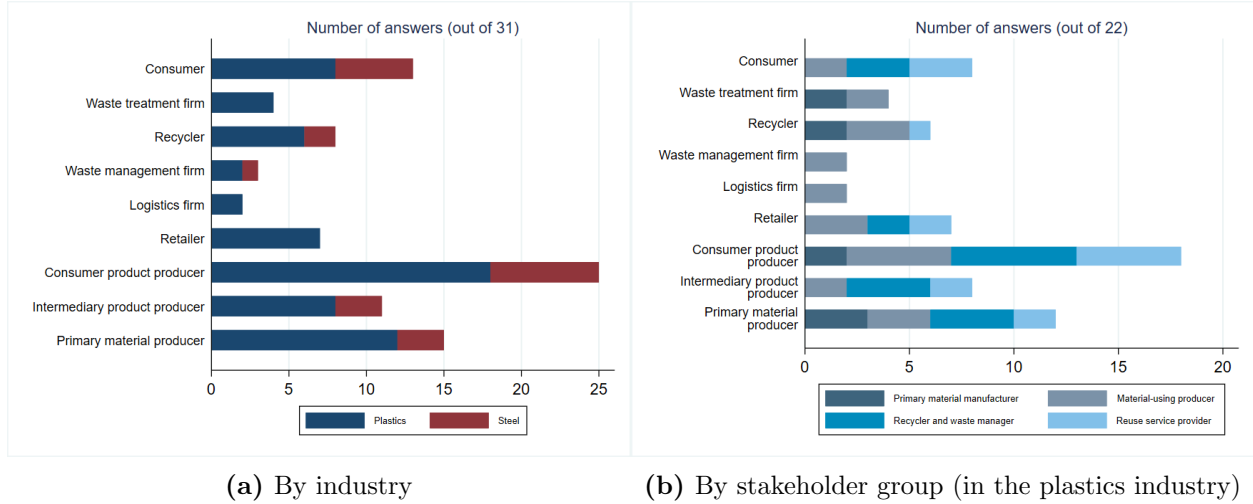 Number of answers (out of 31)
Consumer
Waste treatment firm
Recycler
Waste management firm
Logistics firm
Retailer
Consumer product producer
Intermediary product producer
Primary material producer
0 5 10 15 20 25
Plastics Steel
(a) By industry
Number of answers (out of 22)
Consumer
Waste treatment firm
Recycler
Waste management firm
Logistics firm
Retailer
Consumer product
producer
Intermediary product
producer
Primary material
producer
0 5 10 15 20
Primary material manufacturer Material-using producer
Recycler and waste manager Reuse service provider
(b) By stakeholder group (in the plastics industry)